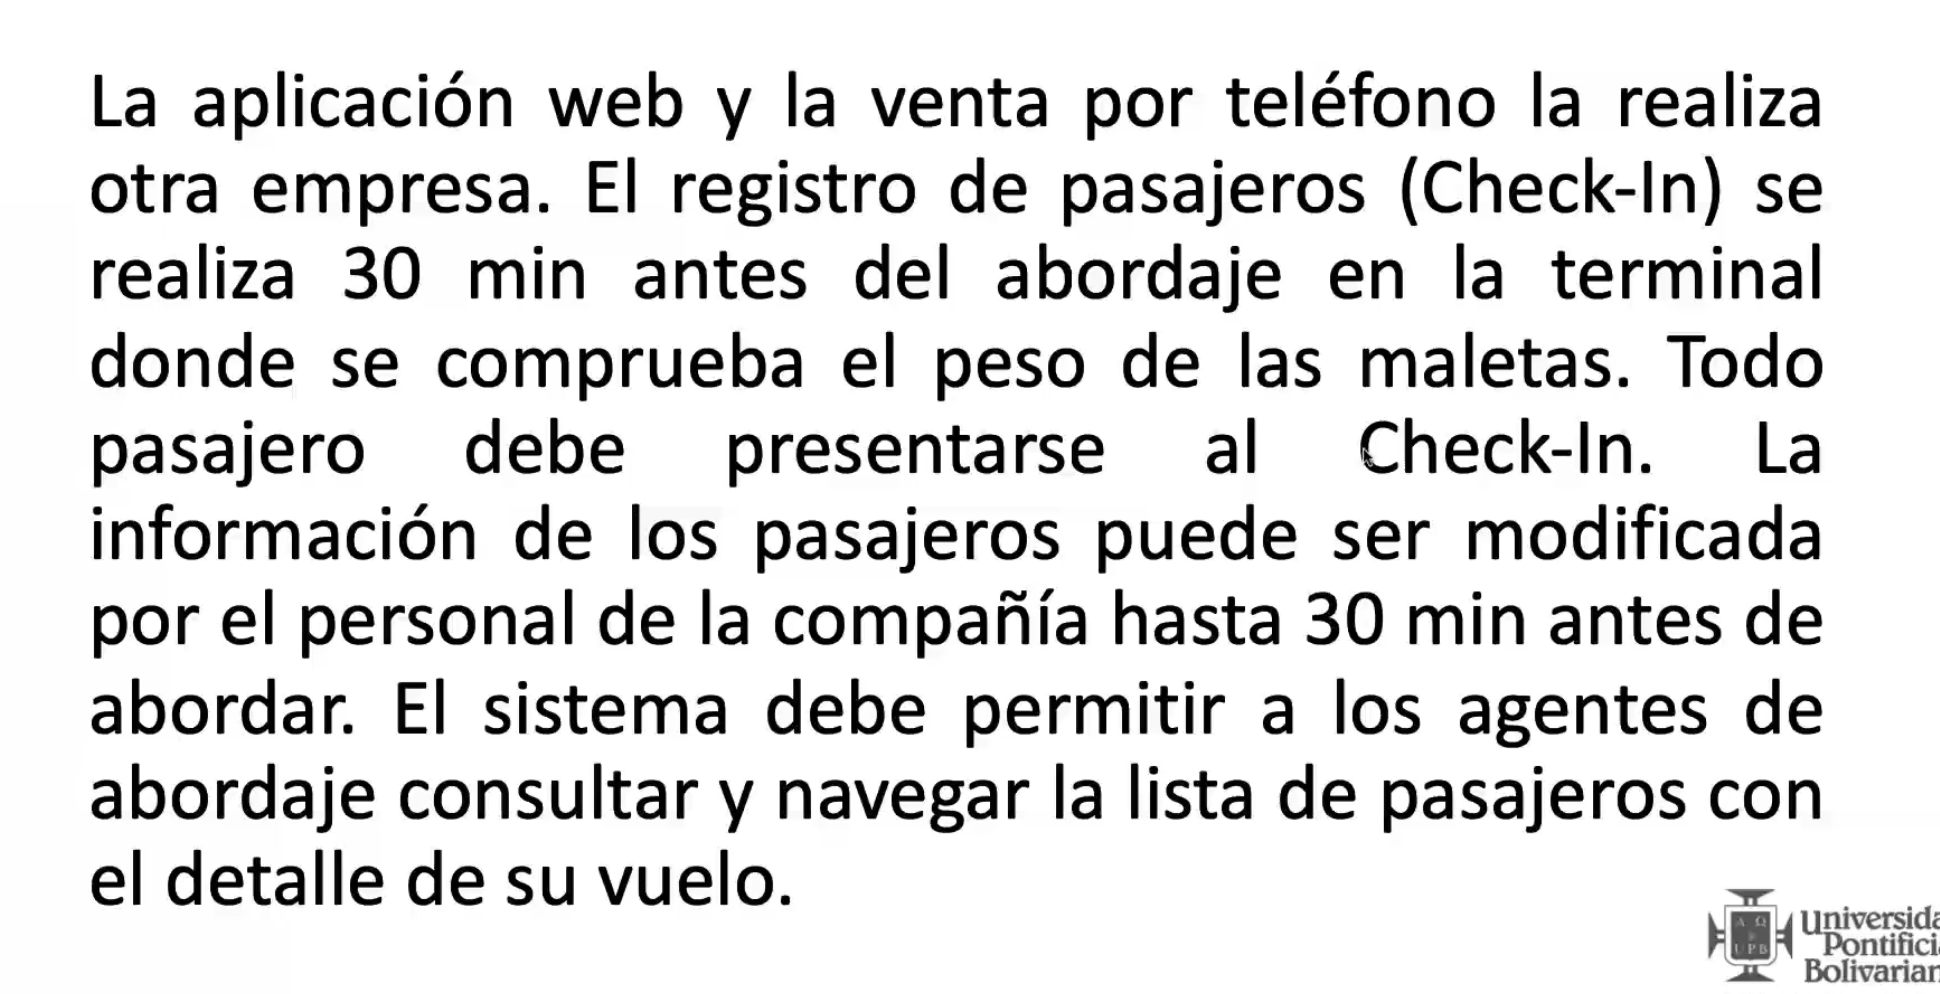 La aplicación web y la venta por teléfono la realiza
otra empresa. El registro de pasajeros (Check-In) se
realiza 30 min antes del abordaje en la terminal
donde se comprueba el peso de las maletas. Todo
pasajero debe presentarse al Check-In. La
información de los pasajeros puede ser modificada
por el personal de la compañía hasta 30 min antes de
abordar. El sistema debe permitir a los agentes de
abordaje consultar y navegar la lista de pasajeros con
el detalle de su vuelo.
A Ω
UPB
Universida
Pontifici
Bolivarian